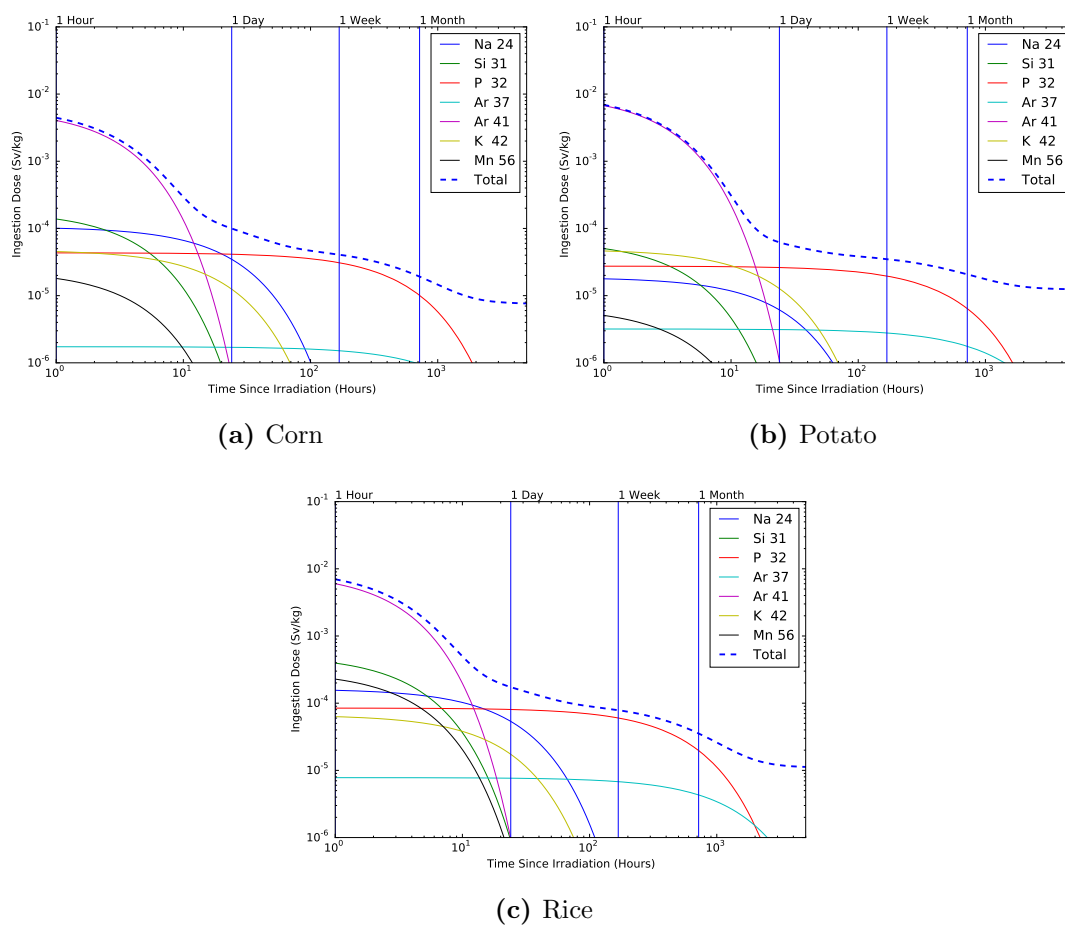 1 Hour 1 Day 1 Week 1 Month
10^-1
10^-2
10^-3
10^-4
10^-5
10^-6
Ingestion Dose (Sv/kg)
Na 24
Si 31
P 32
Ar 37
Ar 41
K 42
Mn 56
Total
10^0 10^1 10^2 10^3
Time Since Irradiation (Hours)
(a) Corn
1 Hour 1 Day 1 Week 1 Month
10^-1
10^-2
10^-3
10^-4
10^-5
10^-6
Ingestion Dose (Sv/kg)
Na 24
Si 31
P 32
Ar 37
Ar 41
K 42
Mn 56
Total
10^0 10^1 10^2 10^3
Time Since Irradiation (Hours)
(b) Potato
1 Hour 1 Day 1 Week 1 Month
10^-1
10^-2
10^-3
10^-4
10^-5
10^-6
Ingestion Dose (Sv/kg)
Na 24
Si 31
P 32
Ar 37
Ar 41
K 42
Mn 56
Total
10^0 10^1 10^2 10^3
Time Since Irradiation (Hours)
(c) Rice